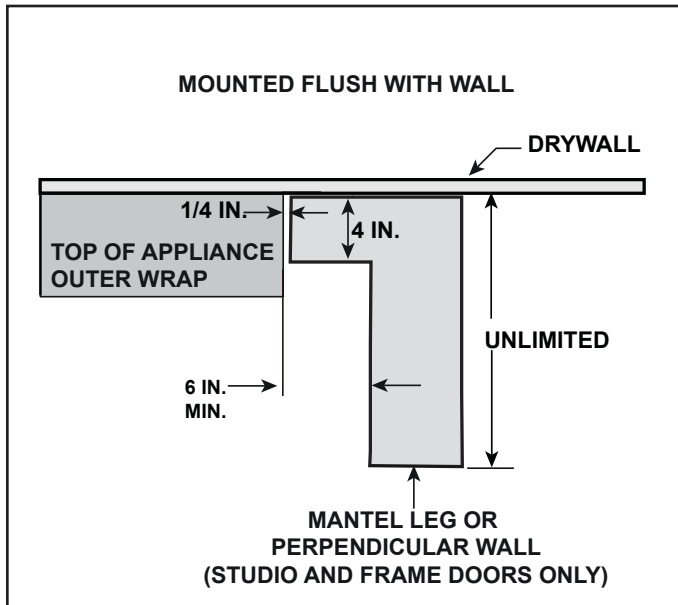 MOUNTED FLUSH WITH WALL
DRYWALL
1/4 IN.
4 IN.
TOP OF APPLIANCE
OUTER WRAP
UNLIMITED
6 IN.
MIN.
MANTEL LEG OR
PERPENDICULAR WALL
(STUDIO AND FRAME DOORS ONLY)